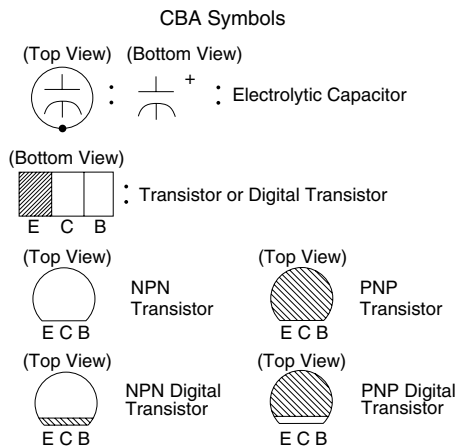 CBA Symbols
(Top View) (Bottom View)
+
: : Electrolytic Capacitor
(Bottom View)
: Transistor or Digital Transistor
E C B
(Top View) (Top View)
NPN PNP
Transistor Transistor
E C B E C B
(Top View) (Top View)
NPN Digital PNP Digital
Transistor Transistor
E C B E C B